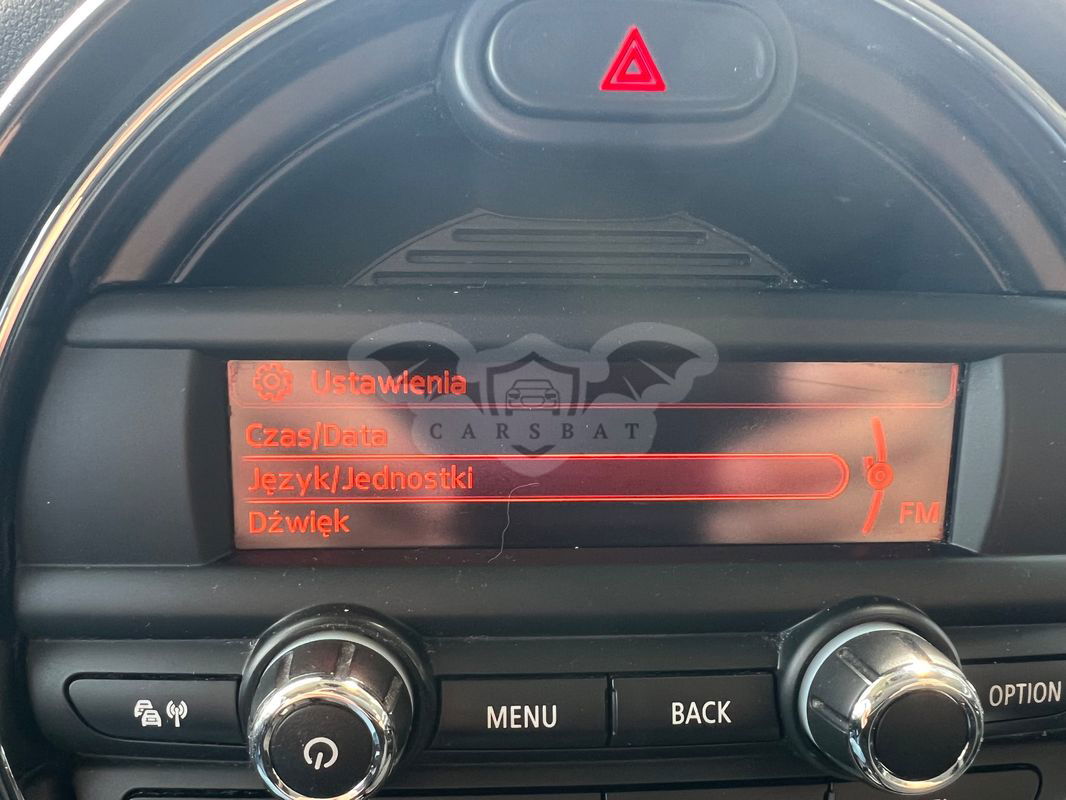 Ustawienia
Czas/Data
CARSBAT
Język/Jednostki
Dźwięk
FM
MENU
BACK
OPTION